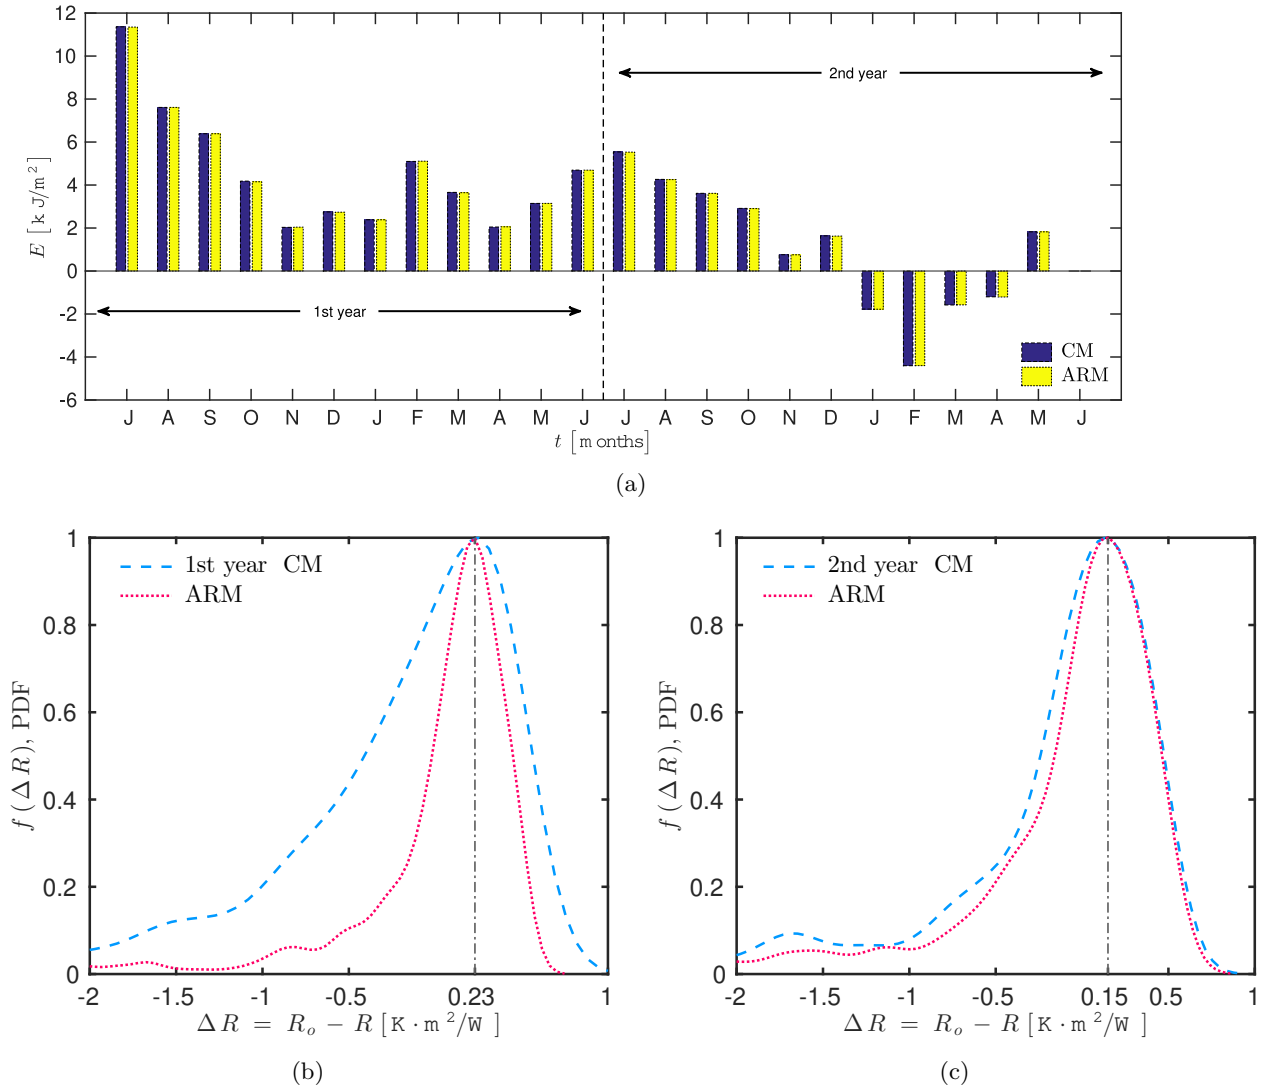 12
10
8
6
4
2
0
-2
-4
-6
E [kJ/m²]
2nd year
1st year
CM
ARM
J A S O N D J F M A M J J A S O N D J F M A M J
t [months]
(a)
1
0.8
0.6
0.4
0.2
0
f(ΔR), PDF
1st year CM
ARM
-2 -1.5 -1 -0.5 0.23 1
ΔR = Rₒ − R [K·m²/W]
(b)
1
0.8
0.6
0.4
0.2
0
f(ΔR), PDF
2nd year CM
ARM
-2 -1.5 -1 -0.5 0.15 0.5 1
ΔR = Rₒ − R [K·m²/W]
(c)